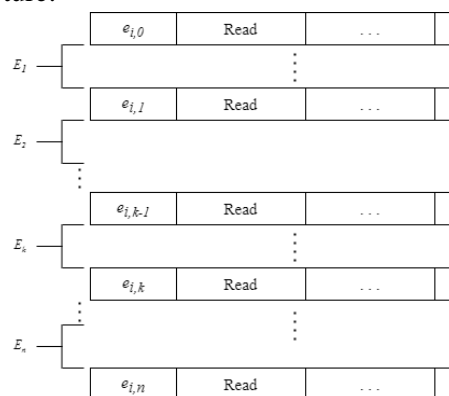 e_{i,0} Read . . .
E_1
e_{i,1} Read . . .
E_2
e_{i,k-1} Read . . .
E_k
e_{i,k} Read . . .
E_n
e_{i,n} Read . . .